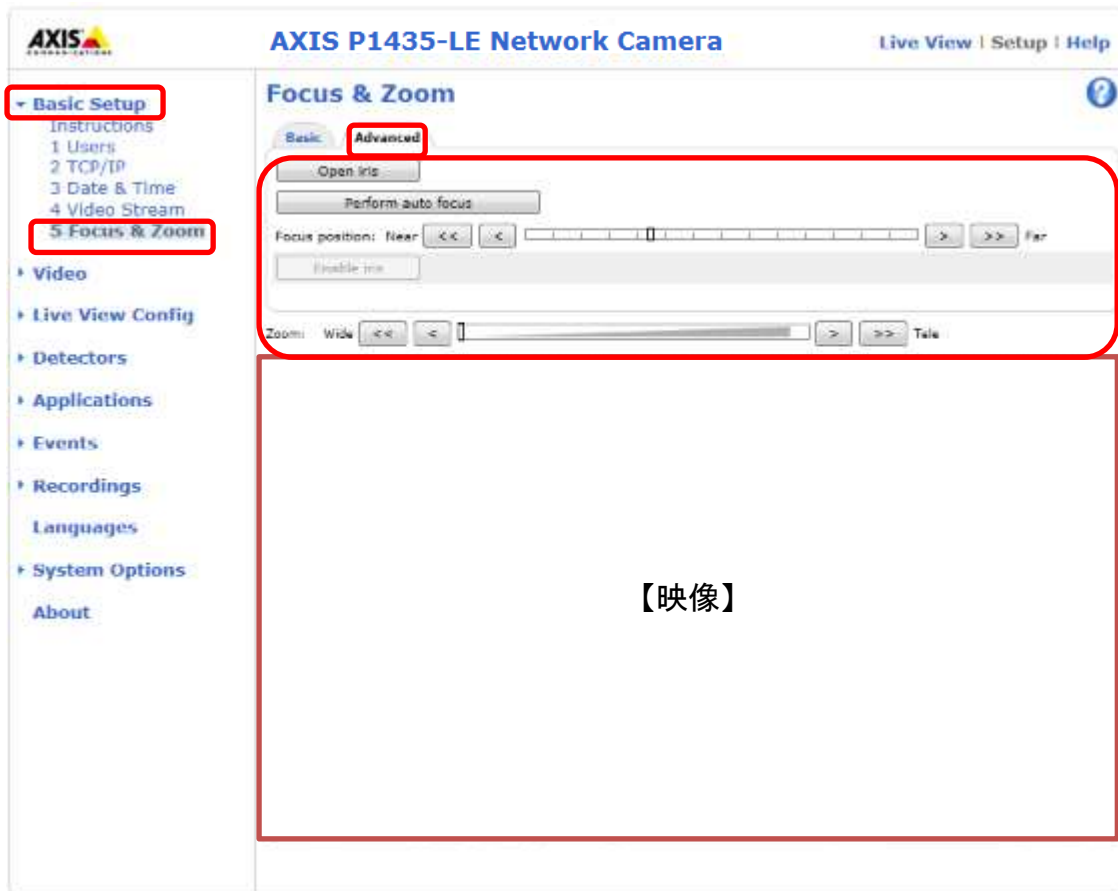 AXIS
COMMUNICATIONS
AXIS P1435-LE Network Camera
Live View | Setup | Help
Basic Setup
Instructions
1 Users
2 TCP/IP
3 Date & Time
4 Video Stream
5 Focus & Zoom
Video
Live View Config
Detectors
Applications
Events
Recordings
Languages
System Options
About
Focus & Zoom
?
Basic Advanced
Open iris
Perform auto focus
Focus position: Near << < > >> Far
Enable iris
Zoom: Wide << < > >> Tele
【映像】